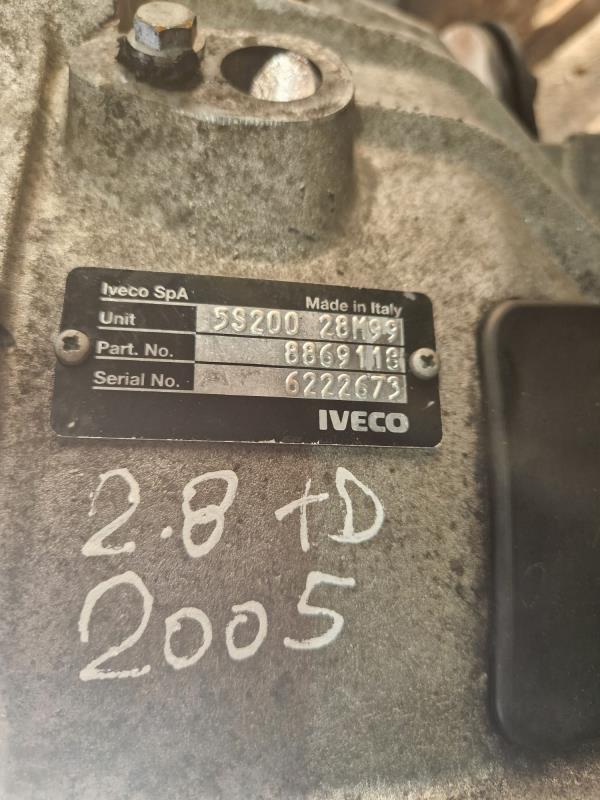 Iveco SpA Made in Italy
Unit 5S200 28M99
Part. No. 8869118
Serial No. 6222673
IVECO
2.8 tD
2005